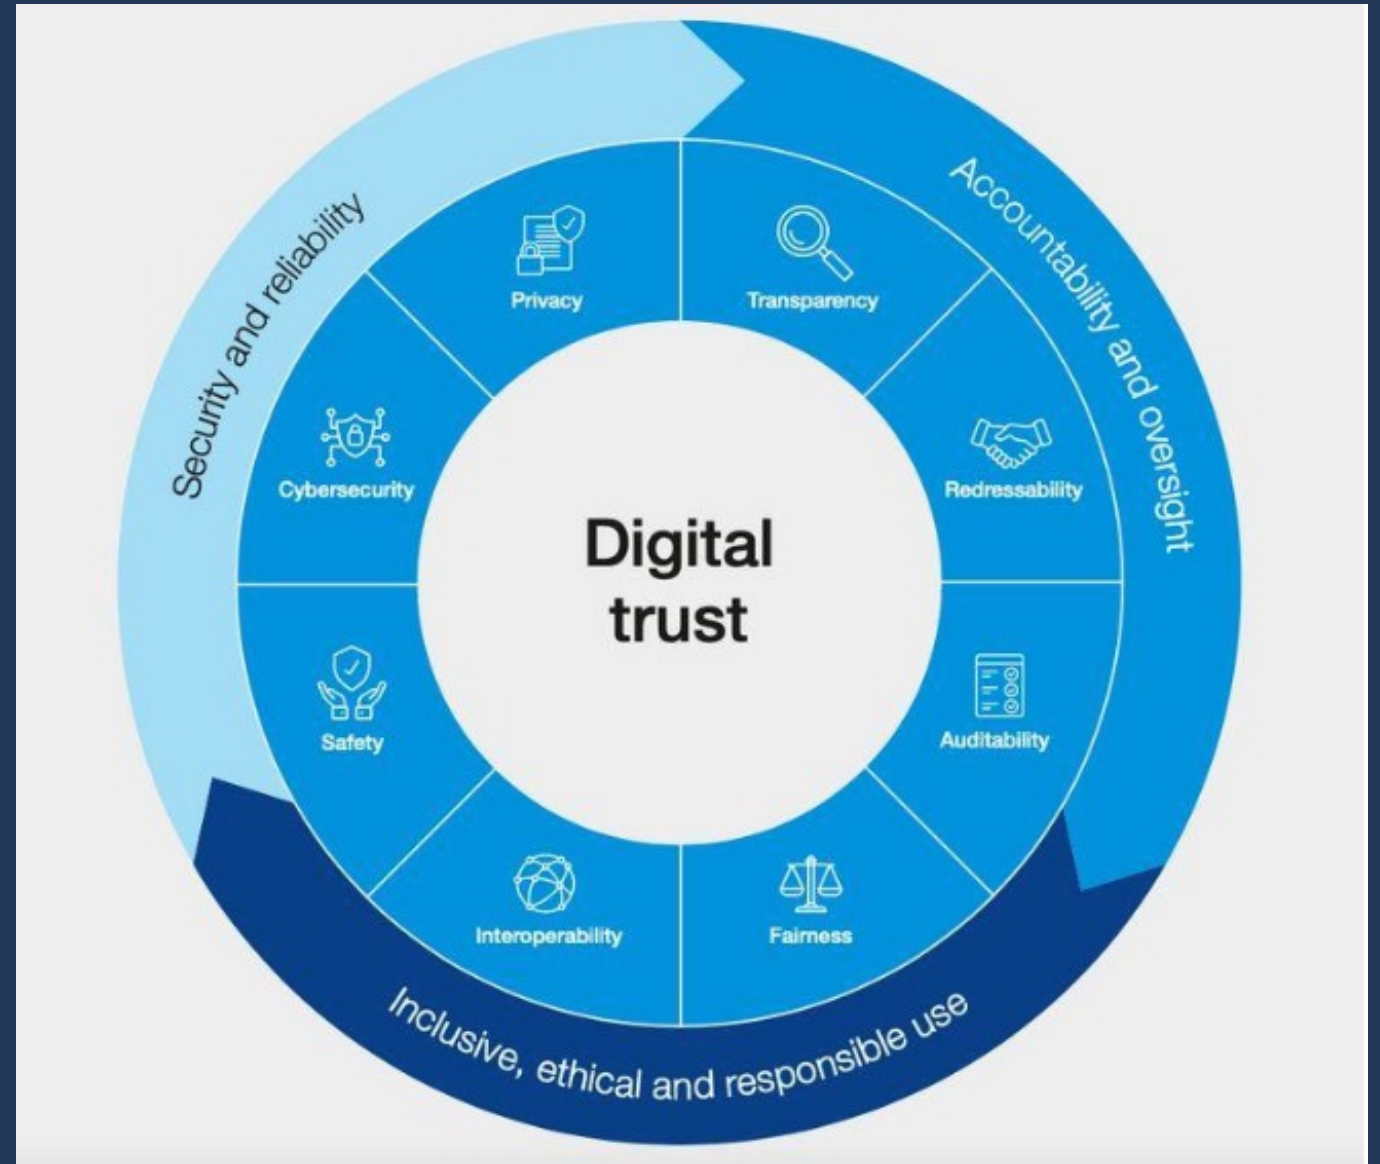 Digital
trust
Security and reliability
Accountability and oversight
Inclusive, ethical and responsible use
Privacy
Transparency
Redressability
Auditability
Fairness
Interoperability
Safety
Cybersecurity